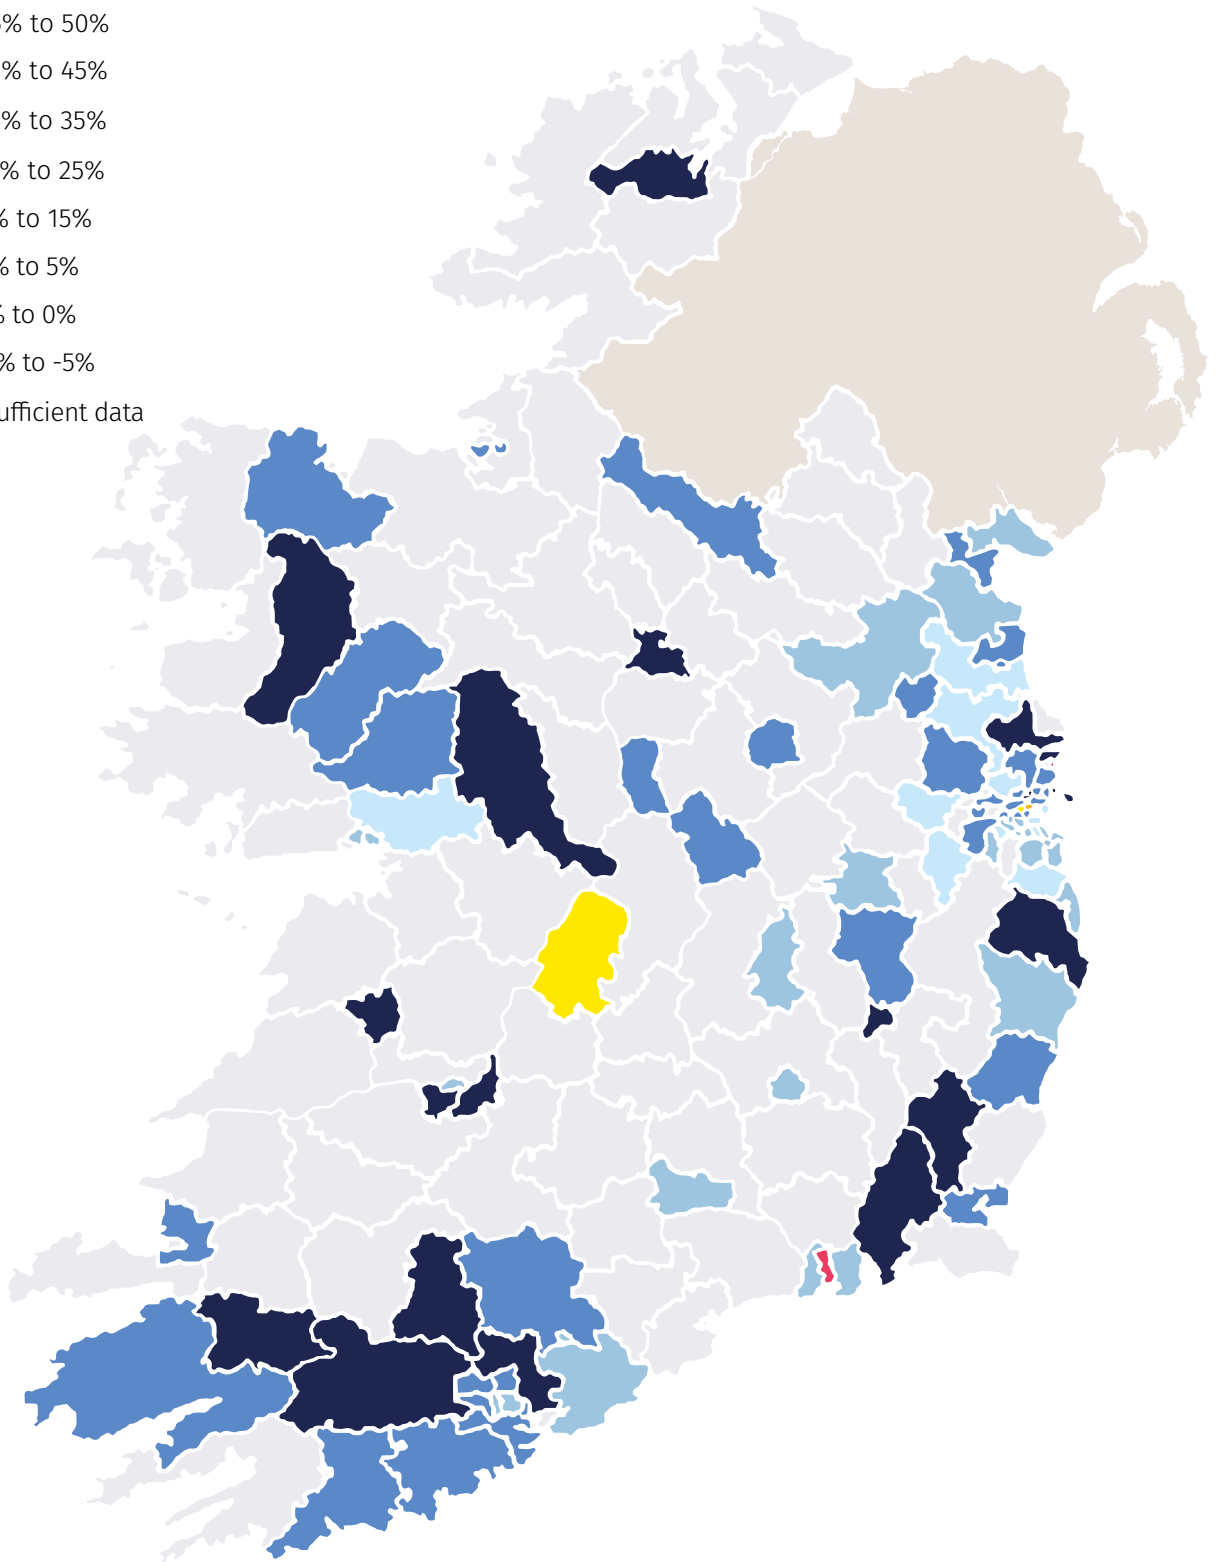 % to 50%
% to 45%
% to 35%
% to 25%
% to 15%
% to 5%
% to 0%
% to -5%
ufficient data